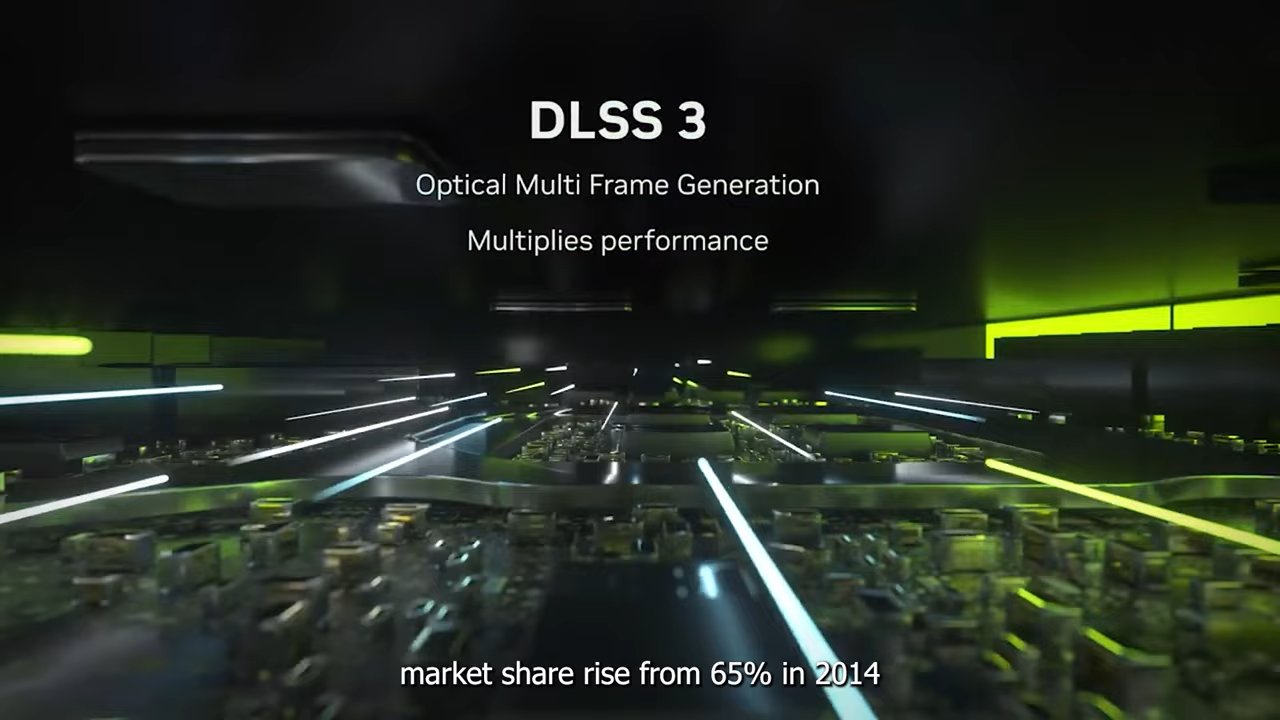 DLSS 3
Optical Multi Frame Generation
Multiplies performance
market share rise from 65% in 2014